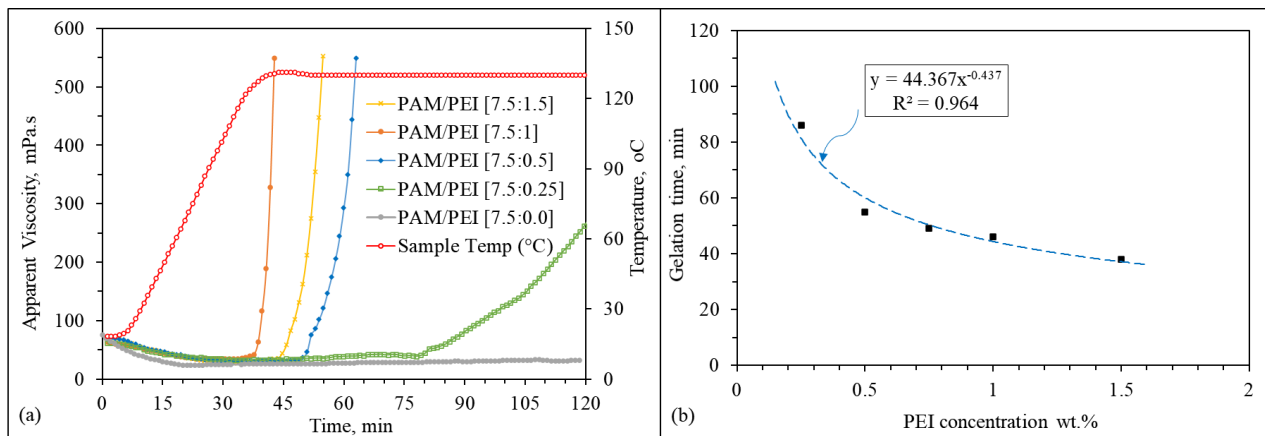 600
500
400
300
200
100
0
Apparent Viscosity, mPa.s
150
120
90
60
30
0
Temperature, oC
PAM/PEI [7.5:1.5]
PAM/PEI [7.5:1]
PAM/PEI [7.5:0.5]
PAM/PEI [7.5:0.25]
PAM/PEI [7.5:0.0]
Sample Temp (°C)
0 15 30 45 60 75 90 105 120
Time, min
(a)
120
100
80
60
40
20
0
Gelation time, min
y = 44.367x^-0.437
R² = 0.964
0 0.5 1 1.5 2
PEI concentration wt.%
(b)